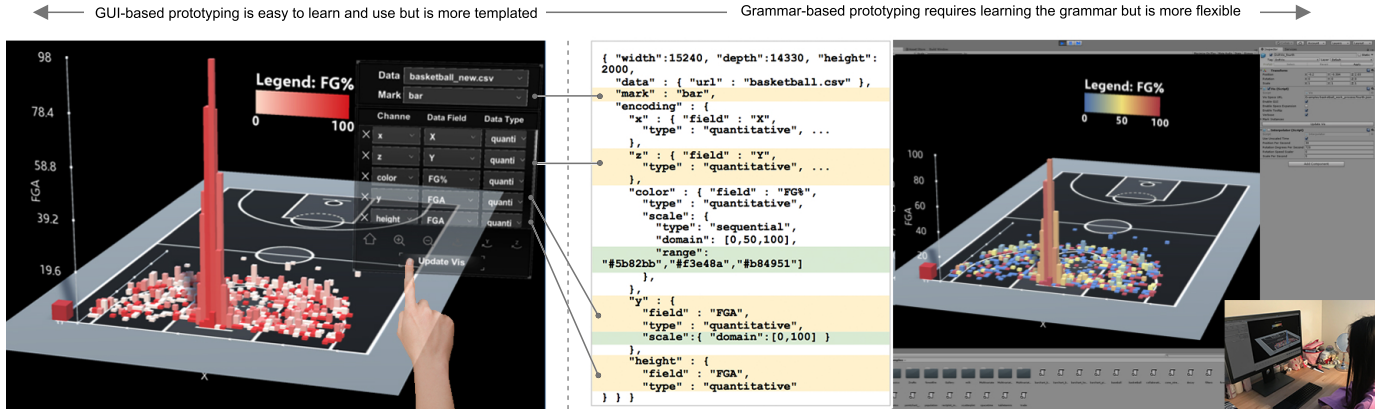 GUI-based prototyping is easy to learn and use but is more templated
Grammar-based prototyping requires learning the grammar but is more flexible
98
78.4
58.8
39.2
19.6
FGA
X
Legend: FG%
0
100
Data basketball_new.csv
Mark bar
Channe Data Field Data Type
x X quanti
z Y quanti
color FG% quanti
y FGA quanti
height FGA quanti
Update Vis
{ "width":15240, "depth":14330, "height":
2000,
"data" : { "url" : "basketball.csv" },
"mark" : "bar",
"encoding" : {
"x" : { "field" : "X",
"type" : "quantitative", ...
},
"z" : { "field" : "Y",
"type" : "quantitative", ...
},
"color" : { "field" : "FG%",
"type" : "quantitative",
"scale": {
"type": "sequential",
"domain": [0,50,100],
"range":
"#5b82bb","#f3e48a","#b84951"]
},
},
"y" : {
"field" : "FGA",
"type" : "quantitative",
"scale":{ "domain":[0,100] }
},
"height" : {
"field" : "FGA",
"type" : "quantitative"
} } }
Legend: FG%
0 50 100
100
80
60
40
20
FGA
X